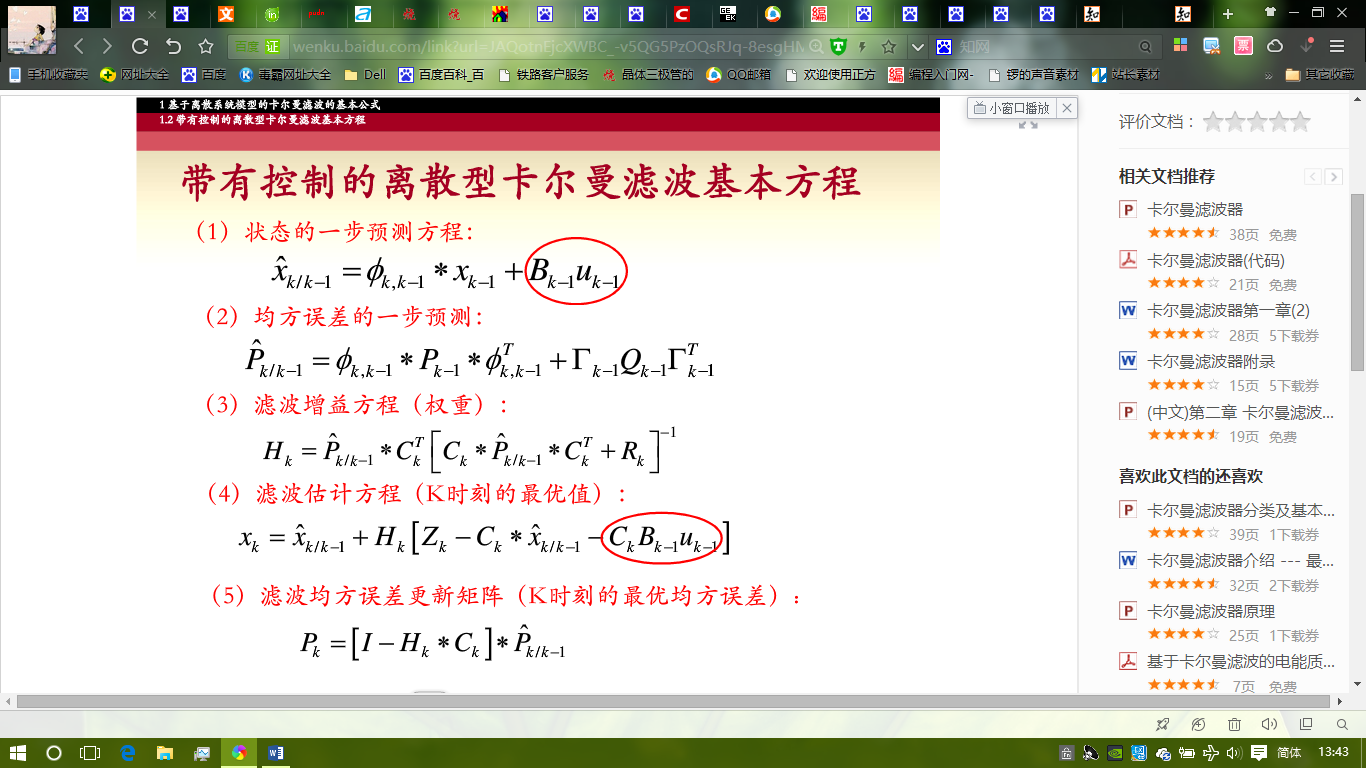 百度 证 wenku.baidu.com/link?url=JAQotnEjcXWBC_-v5QG5PzOQsRJq-8esgHM 知网 票
手机收藏夹 网址大全 百度 毒霸网址大全 Dell 百度百科_百 铁路客户服务 晶体三极管的 QQ邮箱 欢迎使用正方 编程入门网- 锣的声音素材 站长素材 » 其它收藏
1 基于离散系统模型的卡尔曼滤波的基本公式
1.2 带有控制的离散型卡尔曼滤波基本方程
小窗口播放
带有控制的离散型卡尔曼滤波基本方程
（1）状态的一步预测方程:
x̂_{k/k−1} = ϕ_{k,k−1} * x_{k−1} + B_{k−1}u_{k−1}
（2）均方误差的一步预测:
P̂_{k/k−1} = ϕ_{k,k−1} * P_{k−1} * ϕ^T_{k,k−1} + Γ_{k−1}Q_{k−1}Γ^T_{k−1}
（3）滤波增益方程（权重）:
H_k = P̂_{k/k−1} * C_k^T [C_k * P̂_{k/k−1} * C_k^T + R_k]^{−1}
（4）滤波估计方程（K时刻的最优值）:
x_k = x̂_{k/k−1} + H_k [Z_k − C_k * x̂_{k/k−1} − C_k B_{k−1}u_{k−1}]
（5）滤波均方误差更新矩阵（K时刻的最优均方误差）:
P_k = [I − H_k * C_k] * P̂_{k/k−1}
评价文档：
相关文档推荐
卡尔曼滤波器
38页 免费
卡尔曼滤波器(代码)
21页 免费
卡尔曼滤波器第一章(2)
28页 5下载券
卡尔曼滤波器附录
15页 5下载券
(中文)第二章 卡尔曼滤波...
19页 免费
喜欢此文档的还喜欢
卡尔曼滤波器分类及基本...
39页 1下载券
卡尔曼滤波器介绍 --- 最...
32页 2下载券
卡尔曼滤波器原理
25页 1下载券
基于卡尔曼滤波的电能质...
7页 免费
简体 13:43